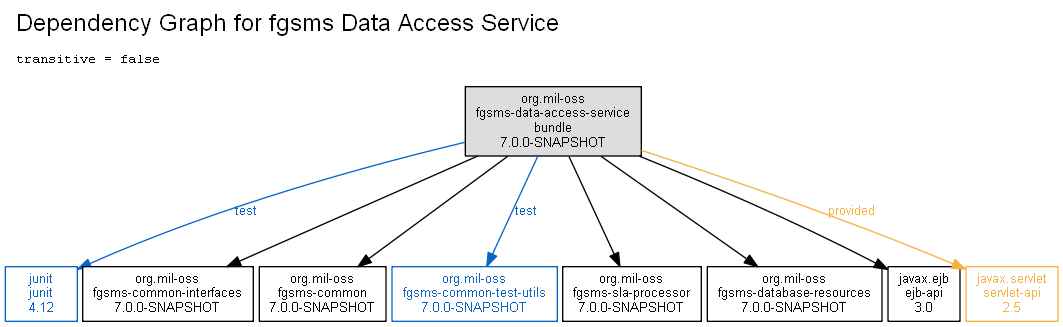 Dependency Graph for fgsms Data Access Service
transitive = false
org.mil-oss
fgsms-data-access-service
bundle
7.0.0-SNAPSHOT
test
test
provided
junit
junit
4.12
org.mil-oss
fgsms-common-interfaces
7.0.0-SNAPSHOT
org.mil-oss
fgsms-common
7.0.0-SNAPSHOT
org.mil-oss
fgsms-common-test-utils
7.0.0-SNAPSHOT
org.mil-oss
fgsms-sla-processor
7.0.0-SNAPSHOT
org.mil-oss
fgsms-database-resources
7.0.0-SNAPSHOT
javax.ejb
ejb-api
3.0
javax.servlet
servlet-api
2.5